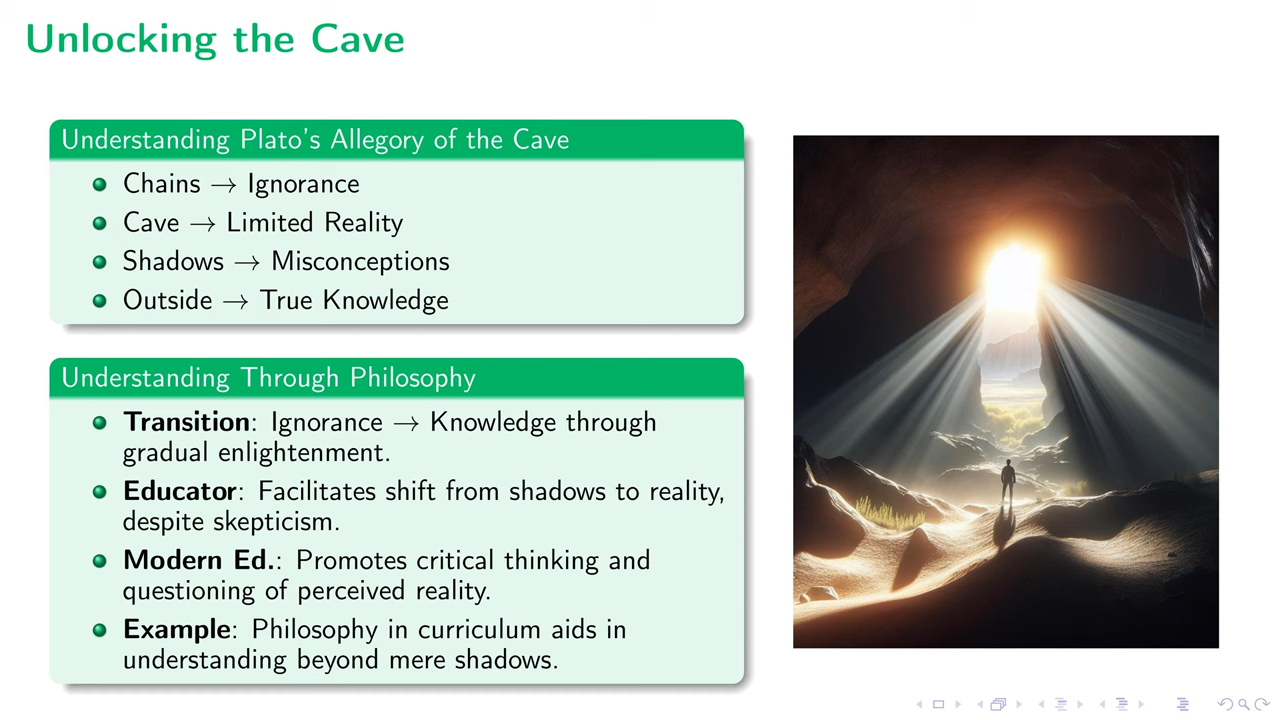 Unlocking the Cave
Understanding Plato's Allegory of the Cave
Chains → Ignorance
Cave → Limited Reality
Shadows → Misconceptions
Outside → True Knowledge
Understanding Through Philosophy
Transition: Ignorance → Knowledge through
gradual enlightenment.
Educator: Facilitates shift from shadows to reality,
despite skepticism.
Modern Ed.: Promotes critical thinking and
questioning of perceived reality.
Example: Philosophy in curriculum aids in
understanding beyond mere shadows.